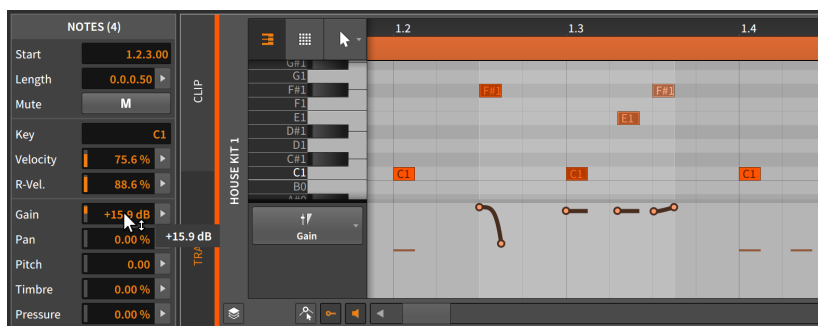 NOTES (4)
Start 1.2.3.00
Length 0.0.0.50
Mute M
Key C1
Velocity 75.6 %
R-Vel. 88.6 %
Gain +15.9 dB
Pan 0.00 %
Pitch 0.00
Timbre 0.00 %
Pressure 0.00 %
+15.9 dB
CLIP
HOUSE KIT 1
1.2 1.3 1.4
G#1
G1
F#1 F#1 F#1
F1
E1 E1
D#1
D1
C#1
C1 C1 C1 C1
B0
A#0
Gain